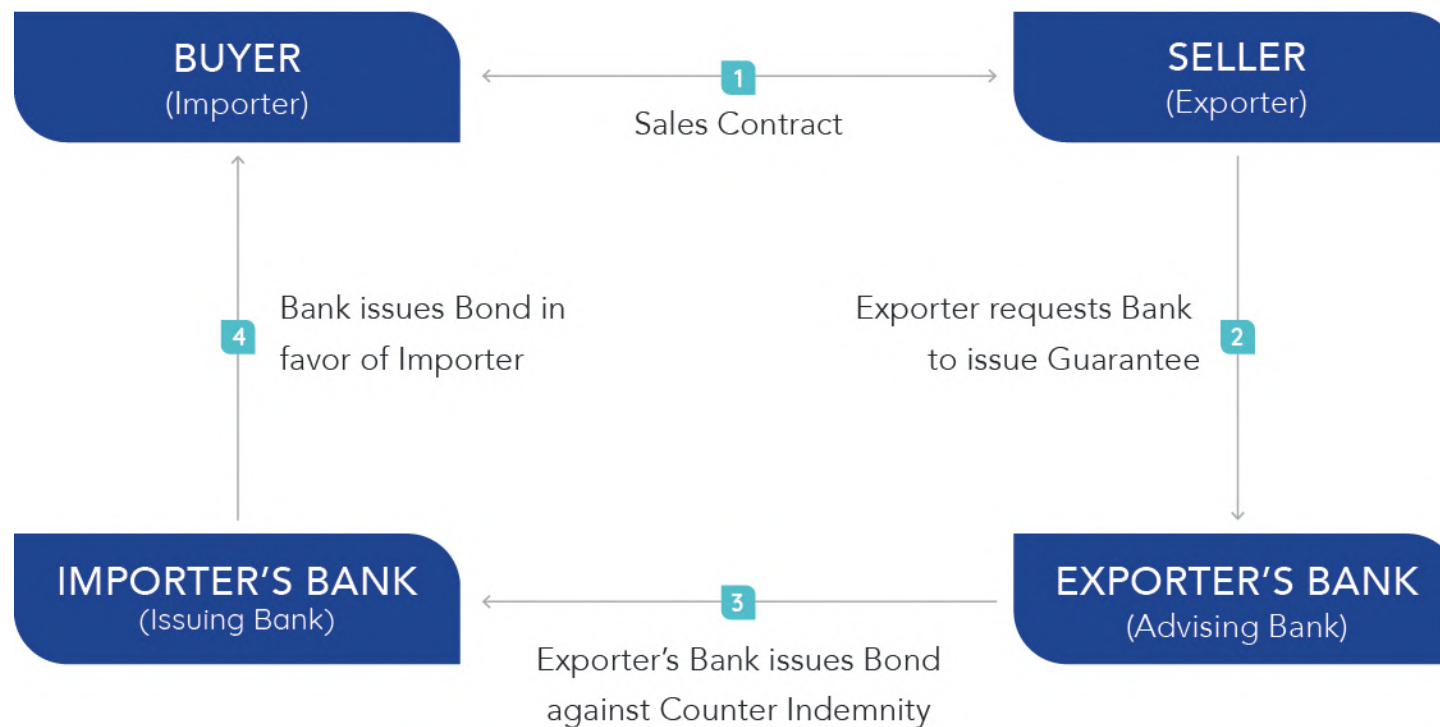 BUYER
(Importer)
1
Sales Contract
SELLER
(Exporter)
4
Bank issues Bond in
favor of Importer
Exporter requests Bank
to issue Guarantee
2
IMPORTER’S BANK
(Issuing Bank)
3
Exporter’s Bank issues Bond
against Counter Indemnity
EXPORTER’S BANK
(Advising Bank)